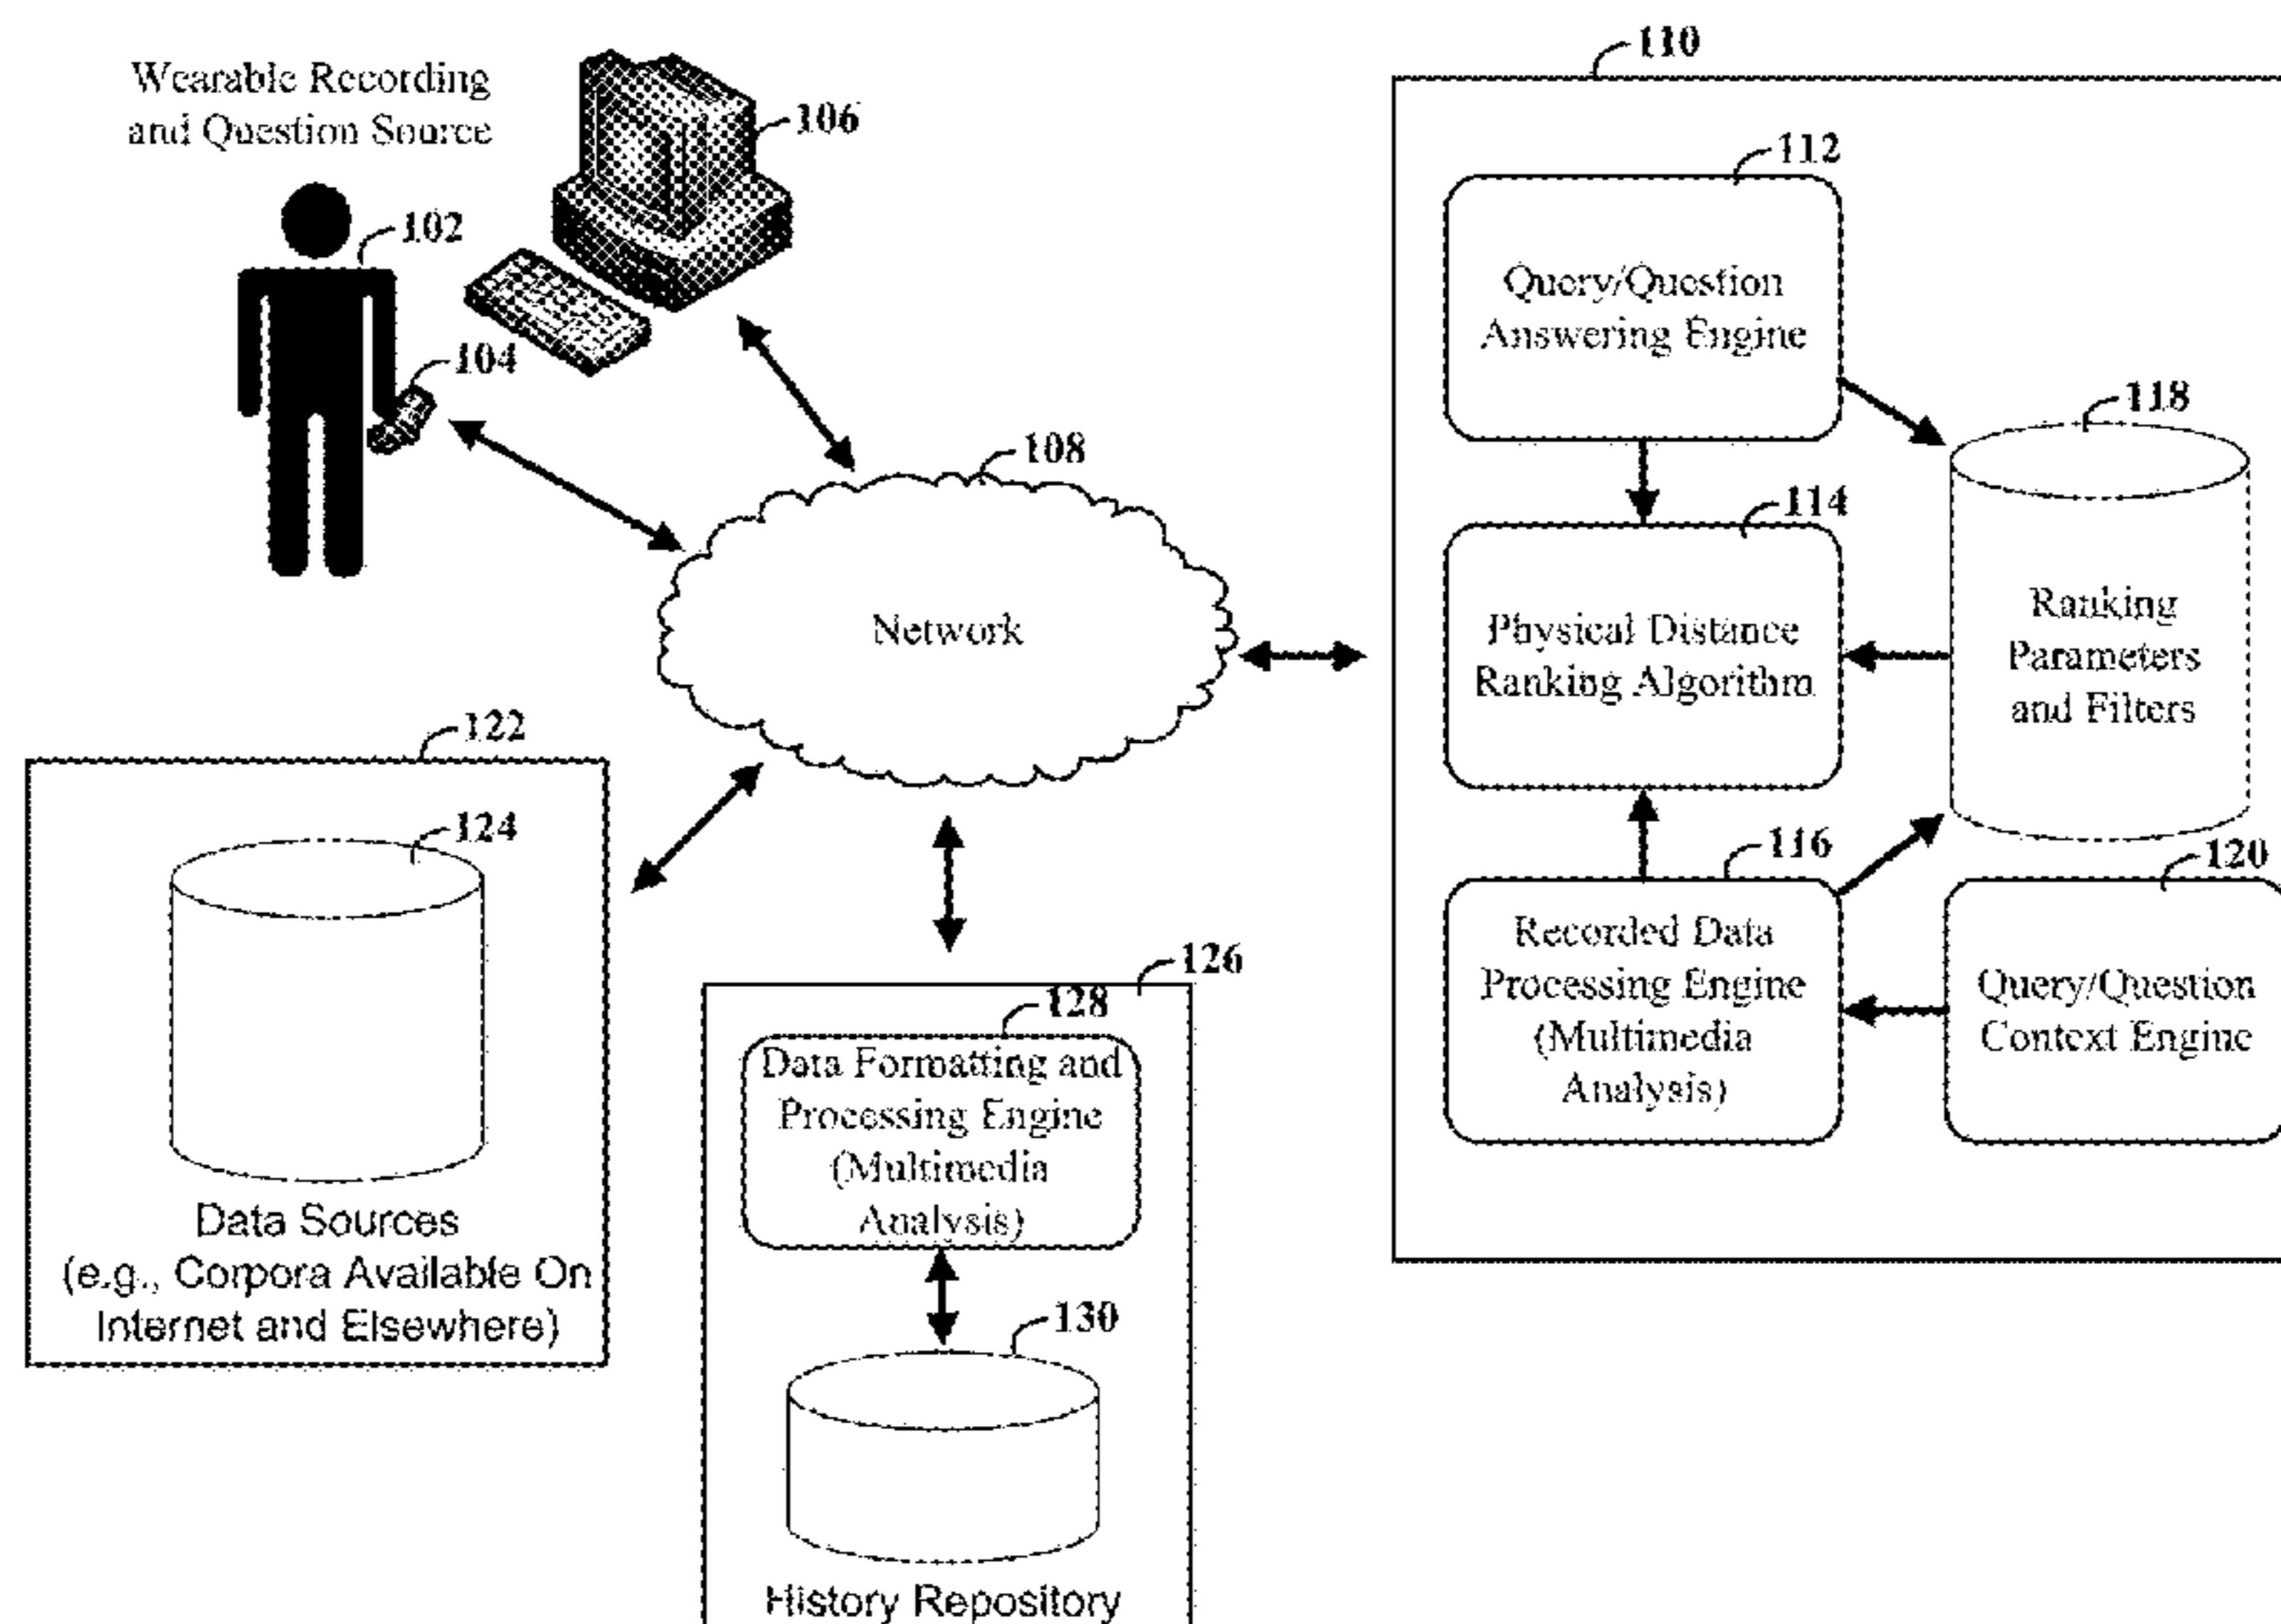 Wearable Recording
and Question Source
106
102
104
108
Network
110
112
Query/Question
Answering Engine
118
114
Physical Distance
Ranking Algorithm
Ranking
Parameters
and Filters
116
120
Recorded Data
Processing Engine
(Multimedia
Analysis)
Query/Question
Context Engine
122
124
Data Sources
(e.g., Corpora Available On
Internet and Elsewhere)
126
128
Data Formatting and
Processing Engine
(Multimedia
Analysis)
130
History Repository